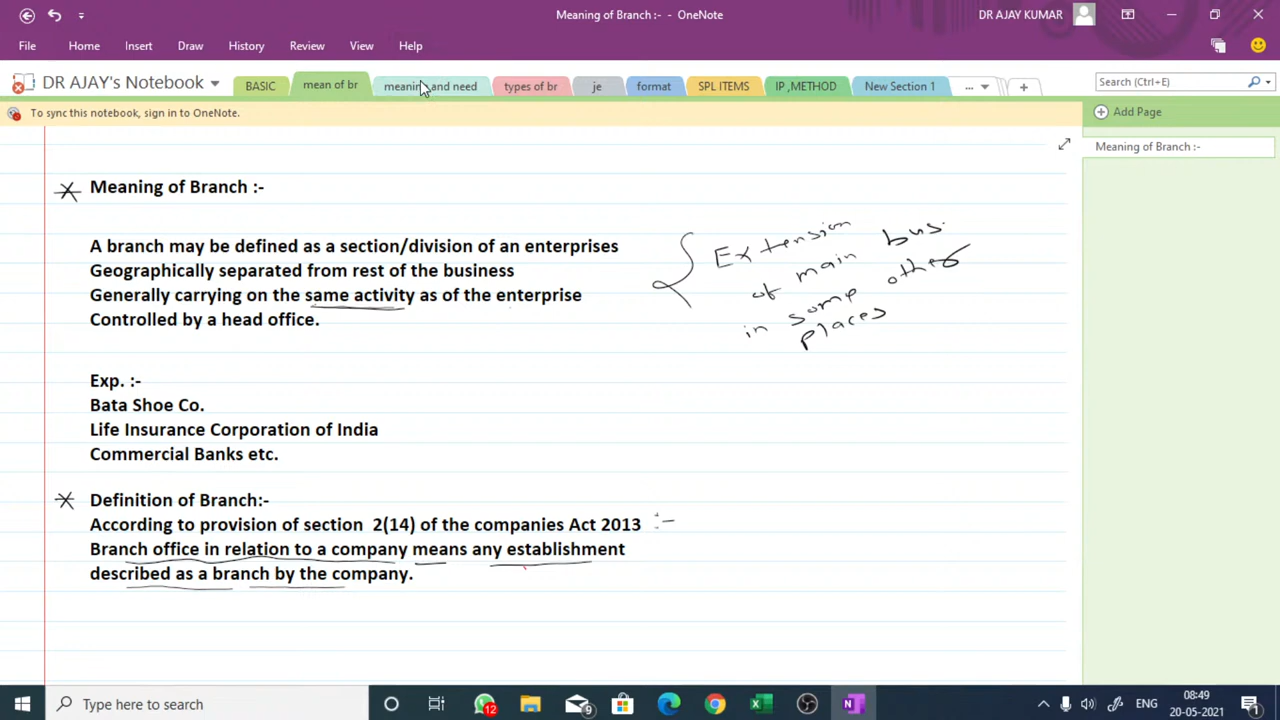 Meaning of Branch :- - OneNote
DR AJAY KUMAR
File Home Insert Draw History Review View Help
DR AJAY's Notebook
BASIC
mean of br
meaning and need
types of br
je
format
SPL ITEMS
IP ,METHOD
New Section 1
...
Search (Ctrl+E)
To sync this notebook, sign in to OneNote.
Add Page
Meaning of Branch :-
Meaning of Branch :-
A branch may be defined as a section/division of an enterprises
Geographically separated from rest of the business
Generally carrying on the same activity as of the enterprise
Controlled by a head office.
Extension
of main bus.
in some other
places
Exp. :-
Bata Shoe Co.
Life Insurance Corporation of India
Commercial Banks etc.
Definition of Branch:-
According to provision of section 2(14) of the companies Act 2013 :-
Branch office in relation to a company means any establishment
described as a branch by the company.
Type here to search
12
9
ENG
08:49
20-05-2021
1